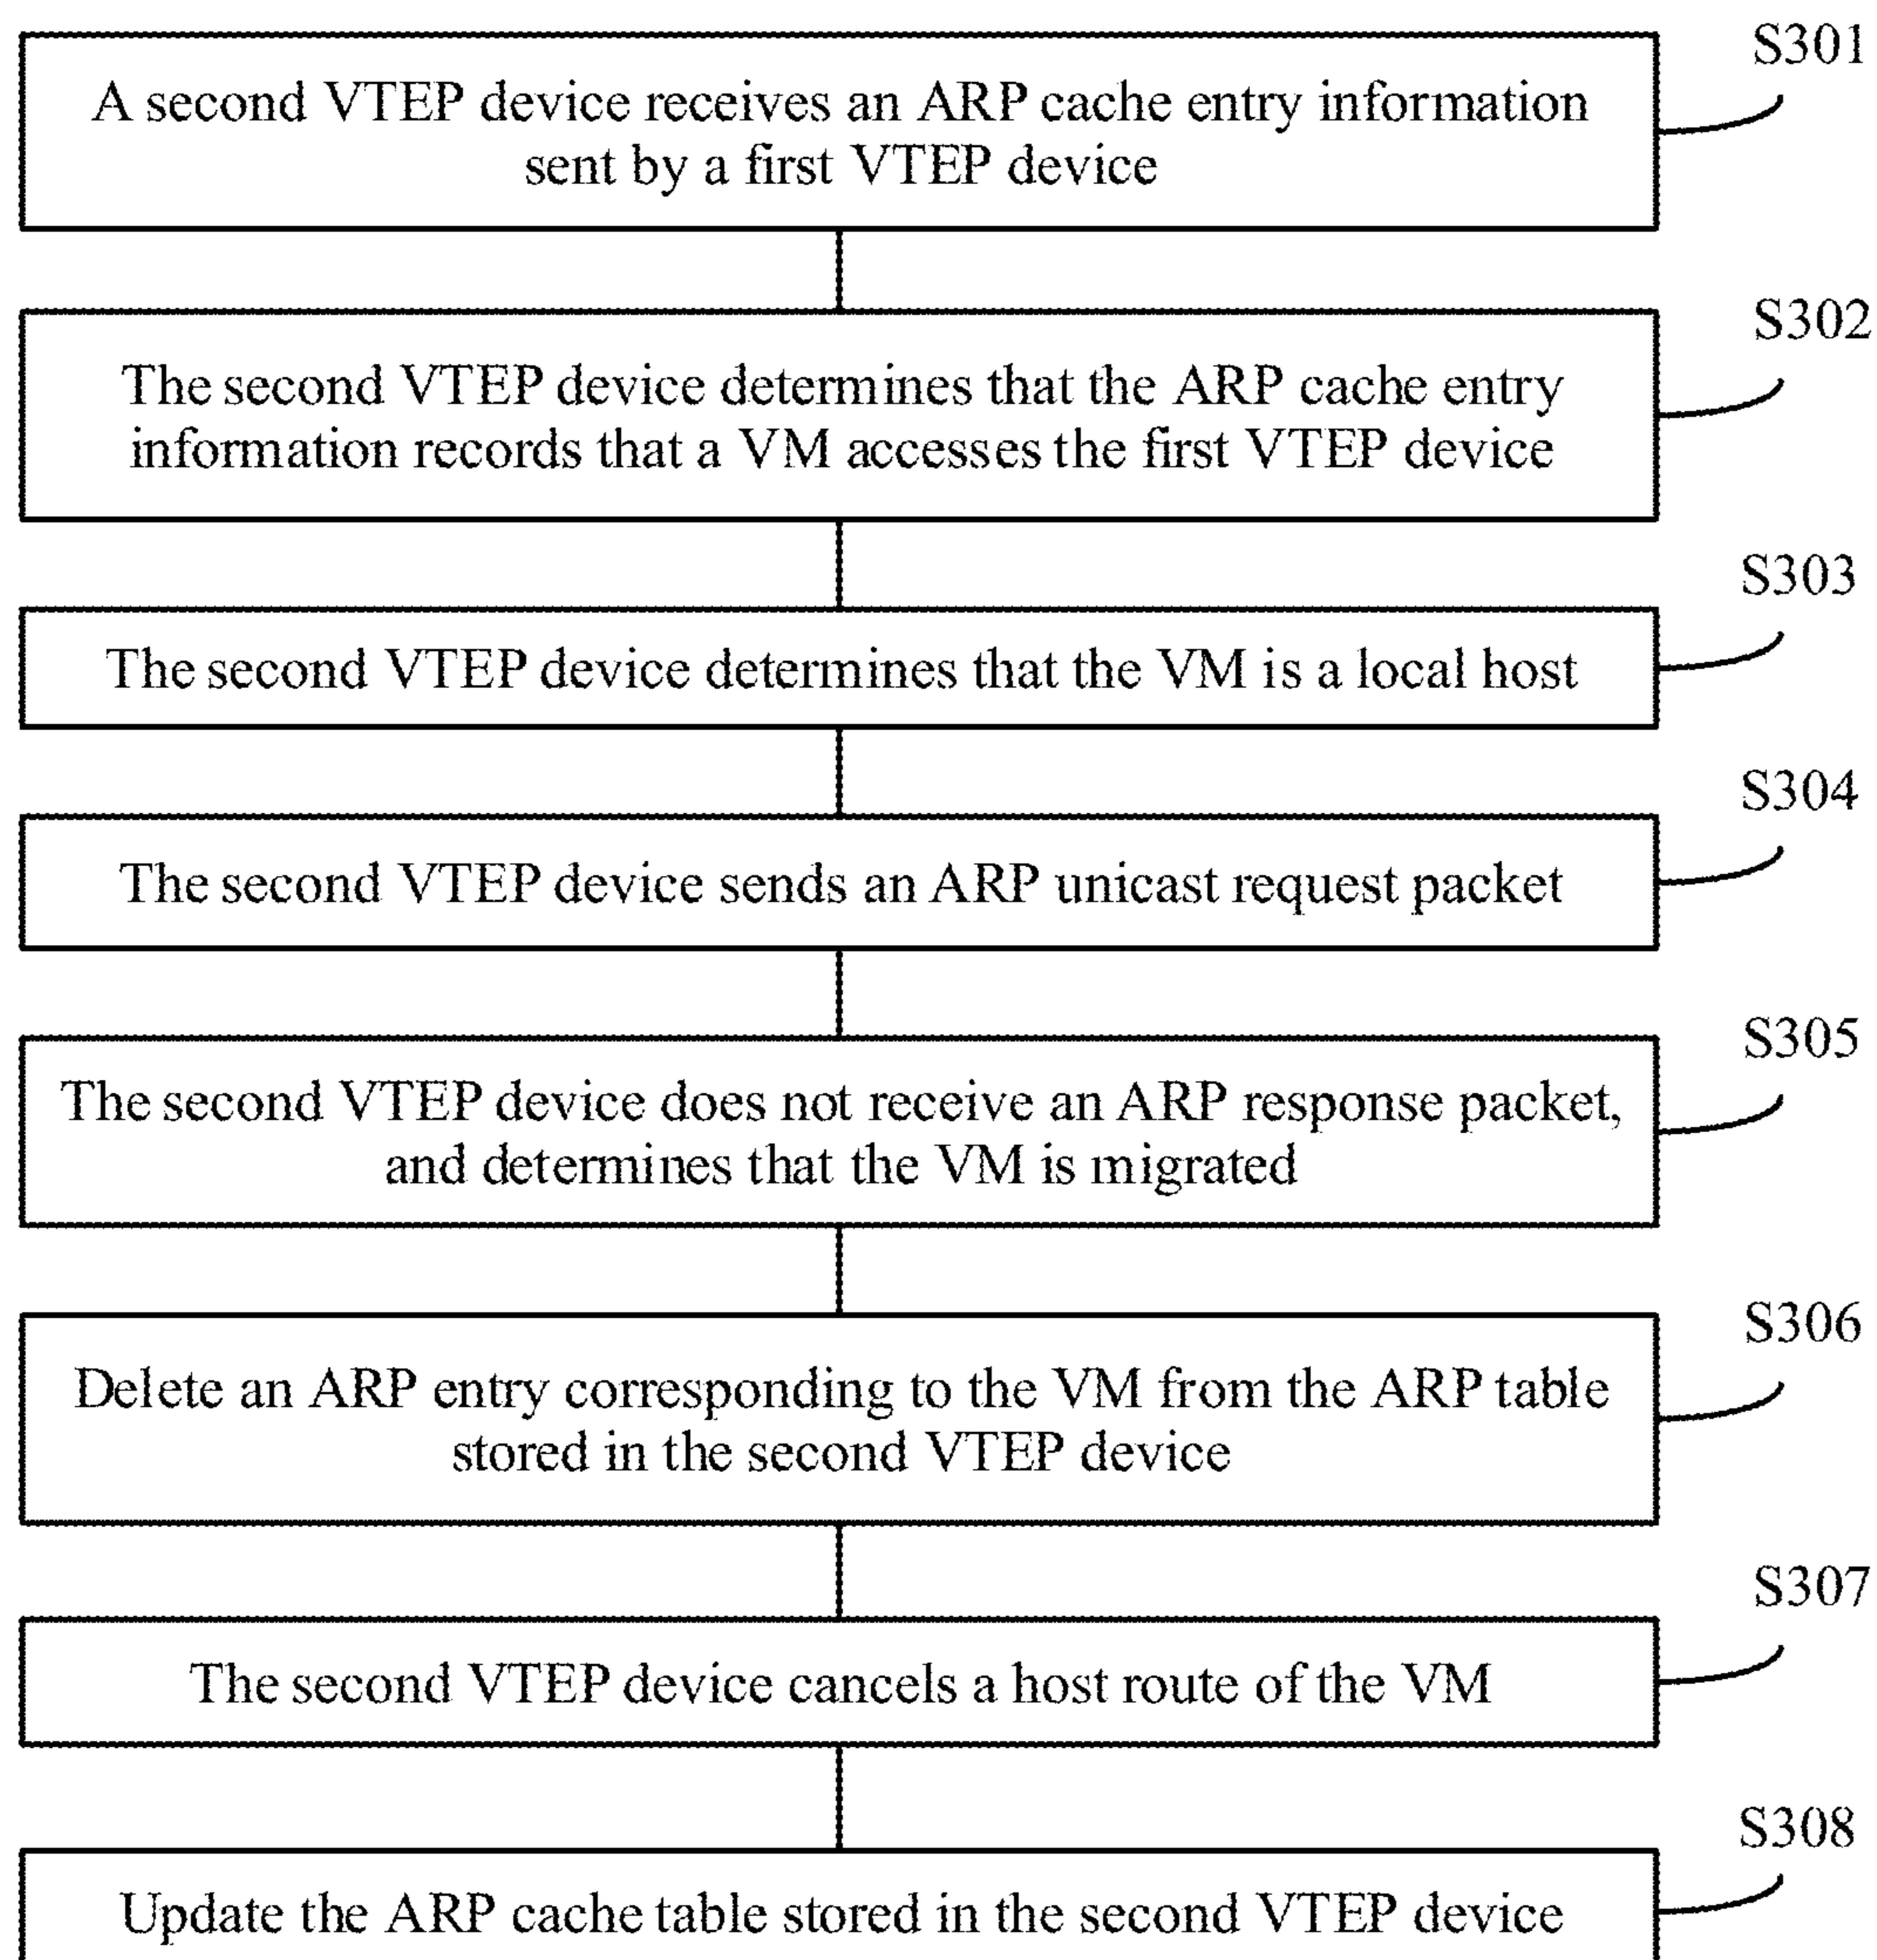 S301
A second VTEP device receives an ARP cache entry information
sent by a first VTEP device
S302
The second VTEP device determines that the ARP cache entry
information records that a VM accesses the first VTEP device
S303
The second VTEP device determines that the VM is a local host
S304
The second VTEP device sends an ARP unicast request packet
S305
The second VTEP device does not receive an ARP response packet,
and determines that the VM is migrated
S306
Delete an ARP entry corresponding to the VM from the ARP table
stored in the second VTEP device
S307
The second VTEP device cancels a host route of the VM
S308
Update the ARP cache table stored in the second VTEP device